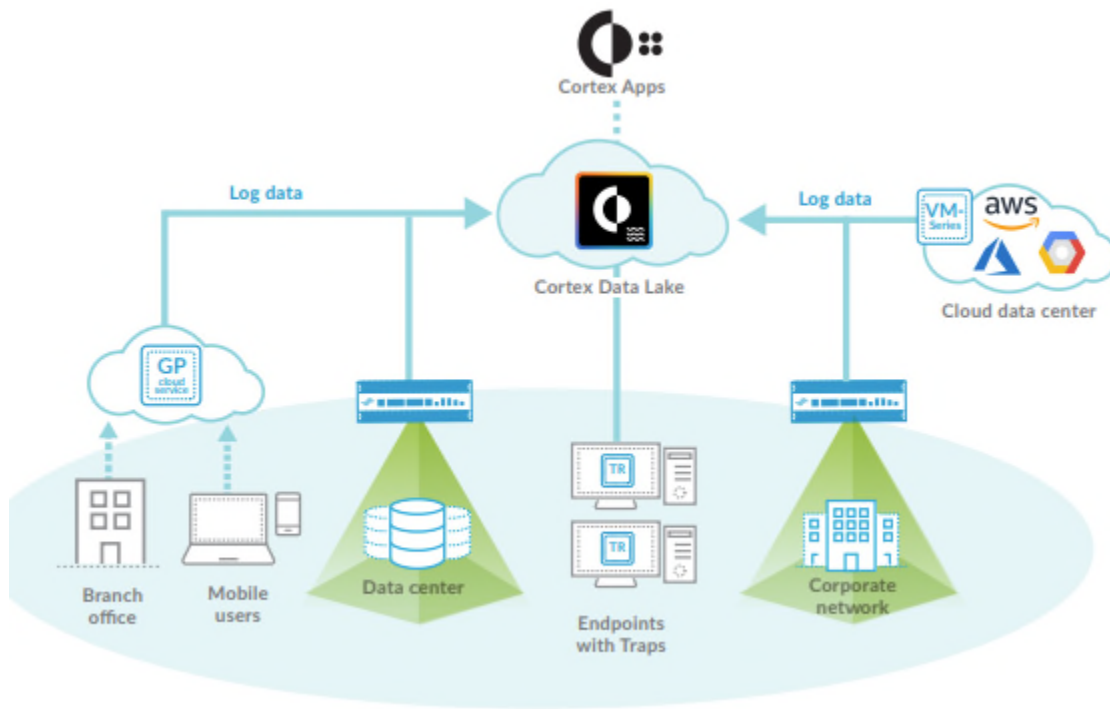 Cortex Apps
Log data
Log data
VM-
Series
aws
Cortex Data Lake
Cloud data center
GP
cloud
service
TR
TR
Branch
office
Mobile
users
Data center
Endpoints
with Traps
Corporate
network